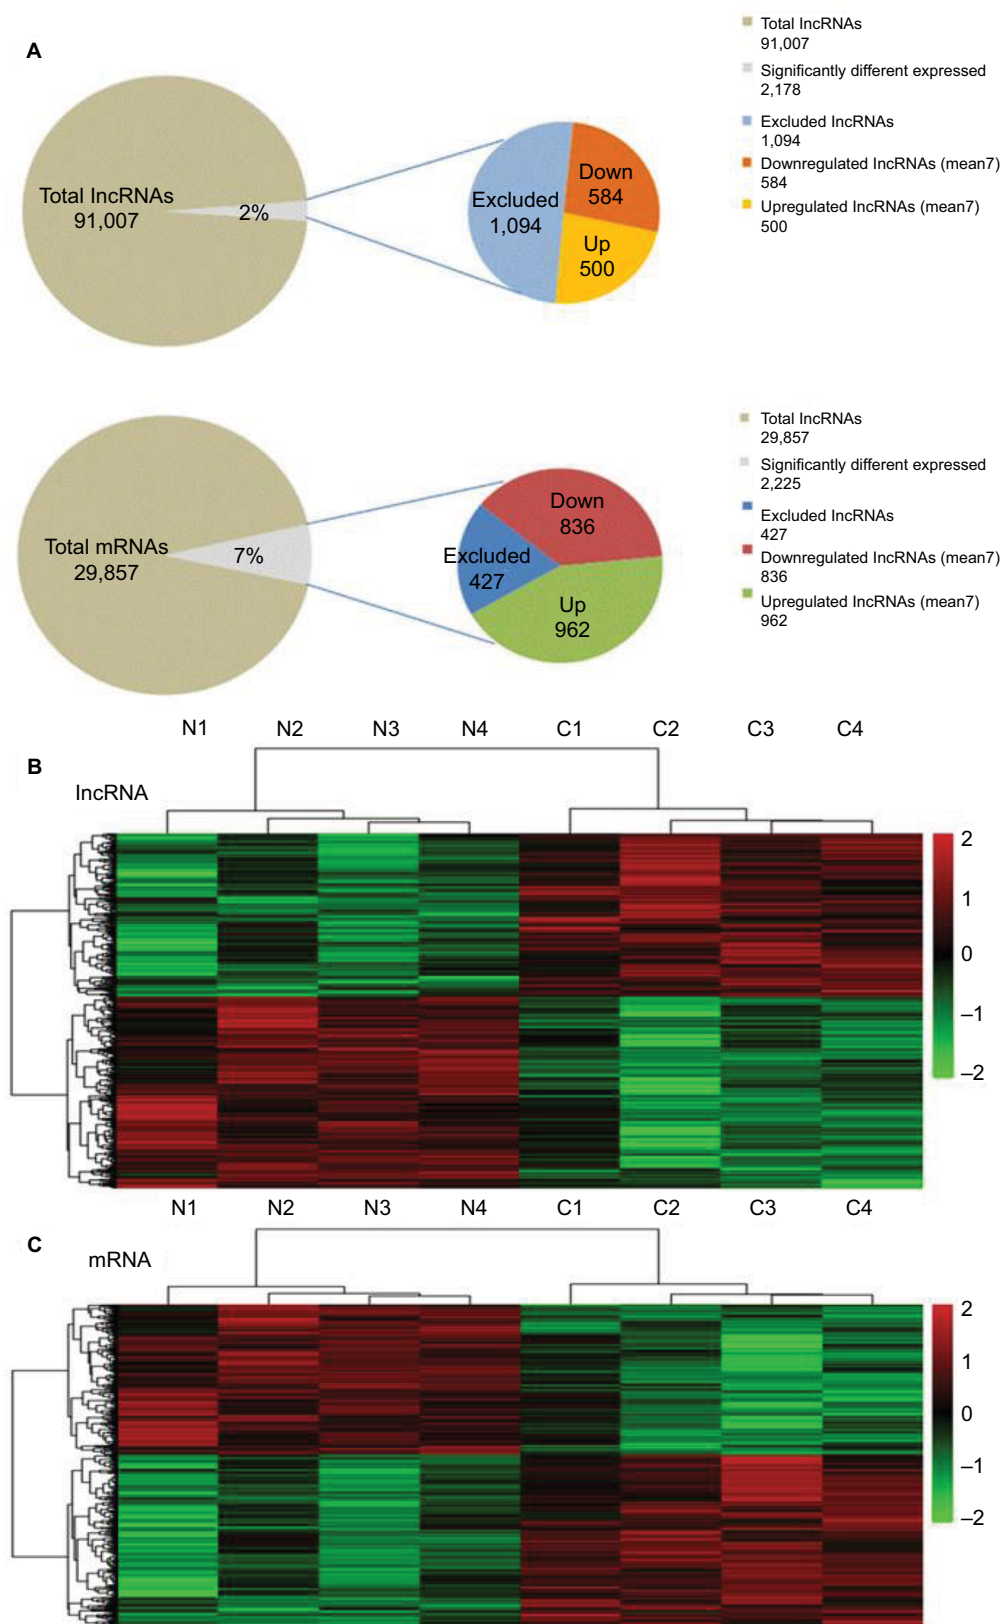 A
Total lncRNAs
91,007
2%
Excluded
1,094
Down
584
Up
500
Total lncRNAs
91,007
Significantly different expressed
2,178
Excluded lncRNAs
1,094
Downregulated lncRNAs (mean7)
584
Upregulated lncRNAs (mean7)
500
Total mRNAs
29,857
7%
Excluded
427
Down
836
Up
962
Total lncRNAs
29,857
Significantly different expressed
2,225
Excluded lncRNAs
427
Downregulated lncRNAs (mean7)
836
Upregulated lncRNAs (mean7)
962
N1 N2 N3 N4 C1 C2 C3 C4
B
lncRNA
2
1
0
–1
–2
N1 N2 N3 N4 C1 C2 C3 C4
C
mRNA
2
1
0
–1
–2